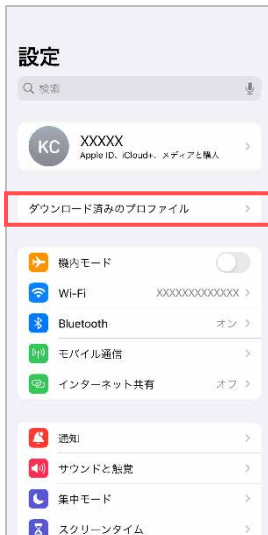 設定
検索
KC
XXXXX
Apple ID、iCloud+、メディアと購入
ダウンロード済みのプロファイル
機内モード
Wi-Fi XXXXXXXXXXXXX
Bluetooth オン
モバイル通信
インターネット共有 オフ
通知
サウンドと触覚
集中モード
スクリーンタイム